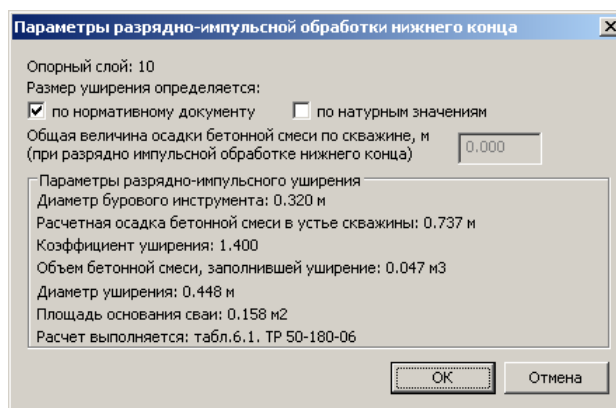 Параметры разрядно-импульсной обработки нижнего конца
Опорный слой: 10
Размер уширения определяется:
по нормативному документу по натурным значениям
Общая величина осадки бетонной смеси по скважине, м
(при разрядно импульсной обработке нижнего конца) 0.000
Параметры разрядно-импульсного уширения
Диаметр бурового инструмента: 0.320 м
Расчетная осадка бетонной смеси в устье скважины: 0.737 м
Коэффициент уширения: 1.400
Объем бетонной смеси, заполнившей уширение: 0.047 м3
Диаметр уширения: 0.448 м
Площадь основания сваи: 0.158 м2
Расчет выполняется: табл.6.1. ТР 50-180-06
OK Отмена